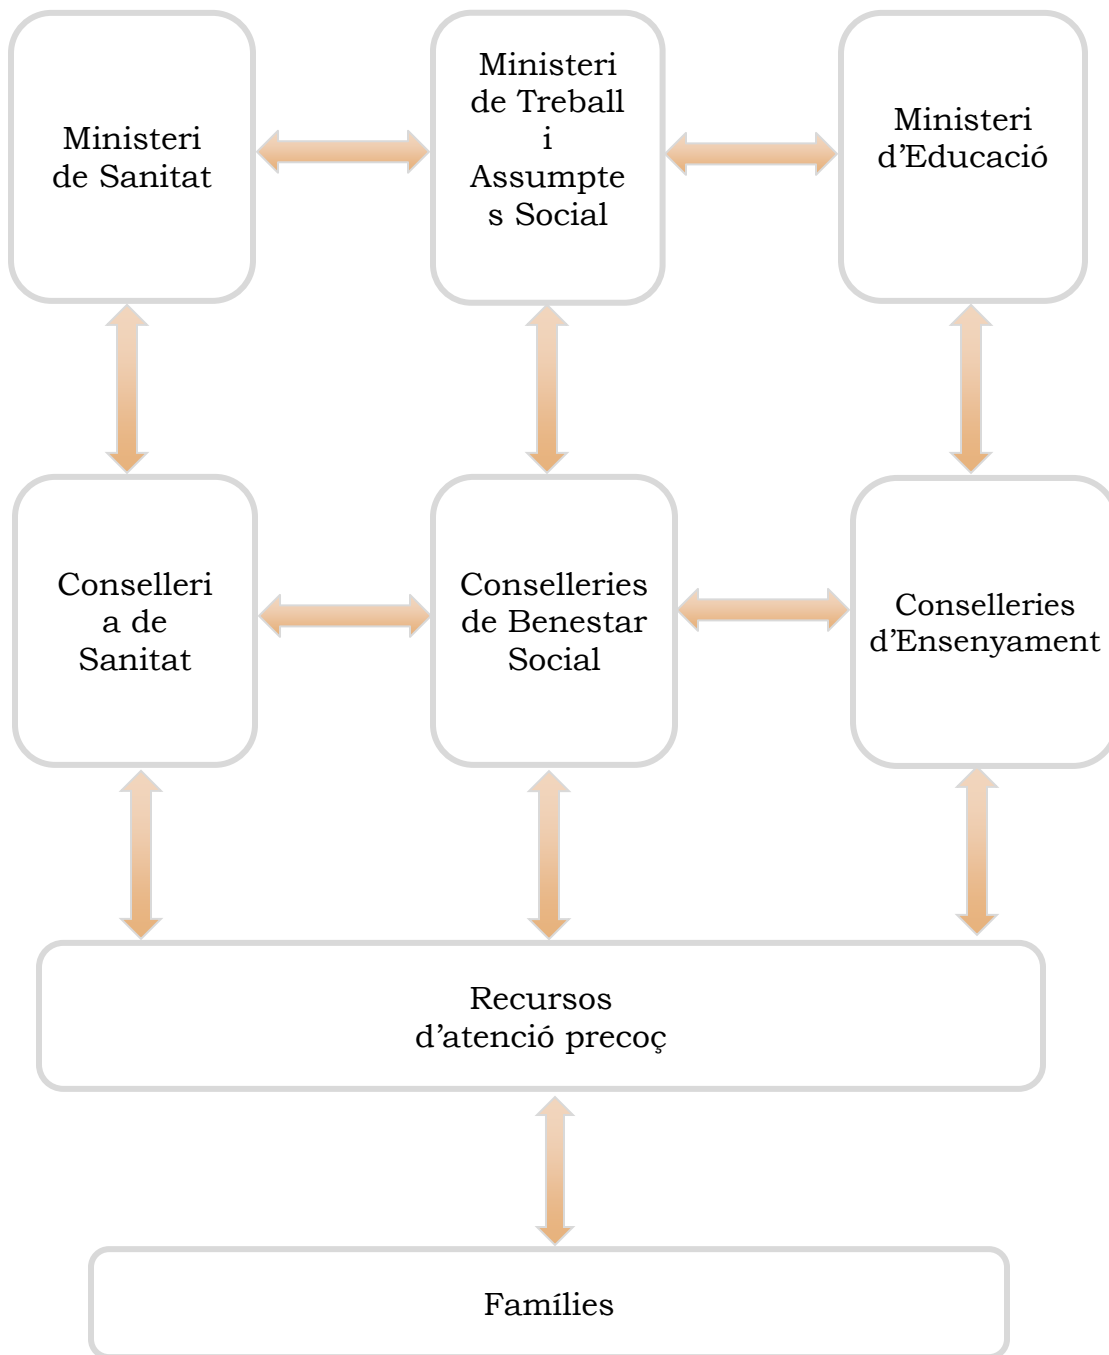 Ministeri
de Sanitat
Ministeri
de Treball
i
Assumpte
s Social
Ministeri
d’Educació
Conselleri
a de
Sanitat
Conselleries
de Benestar
Social
Conselleries
d’Ensenyament
Recursos
d’atenció precoç
Famílies